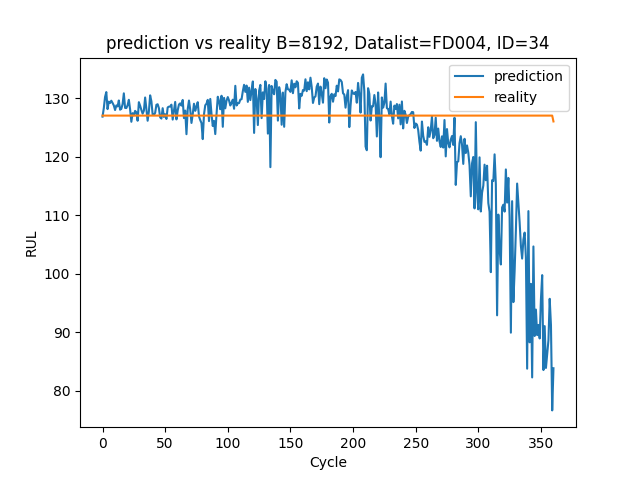 prediction vs reality B=8192, Datalist=FD004, ID=34
prediction
reality
RUL
130
120
110
100
90
80
0 50 100 150 200 250 300 350
Cycle